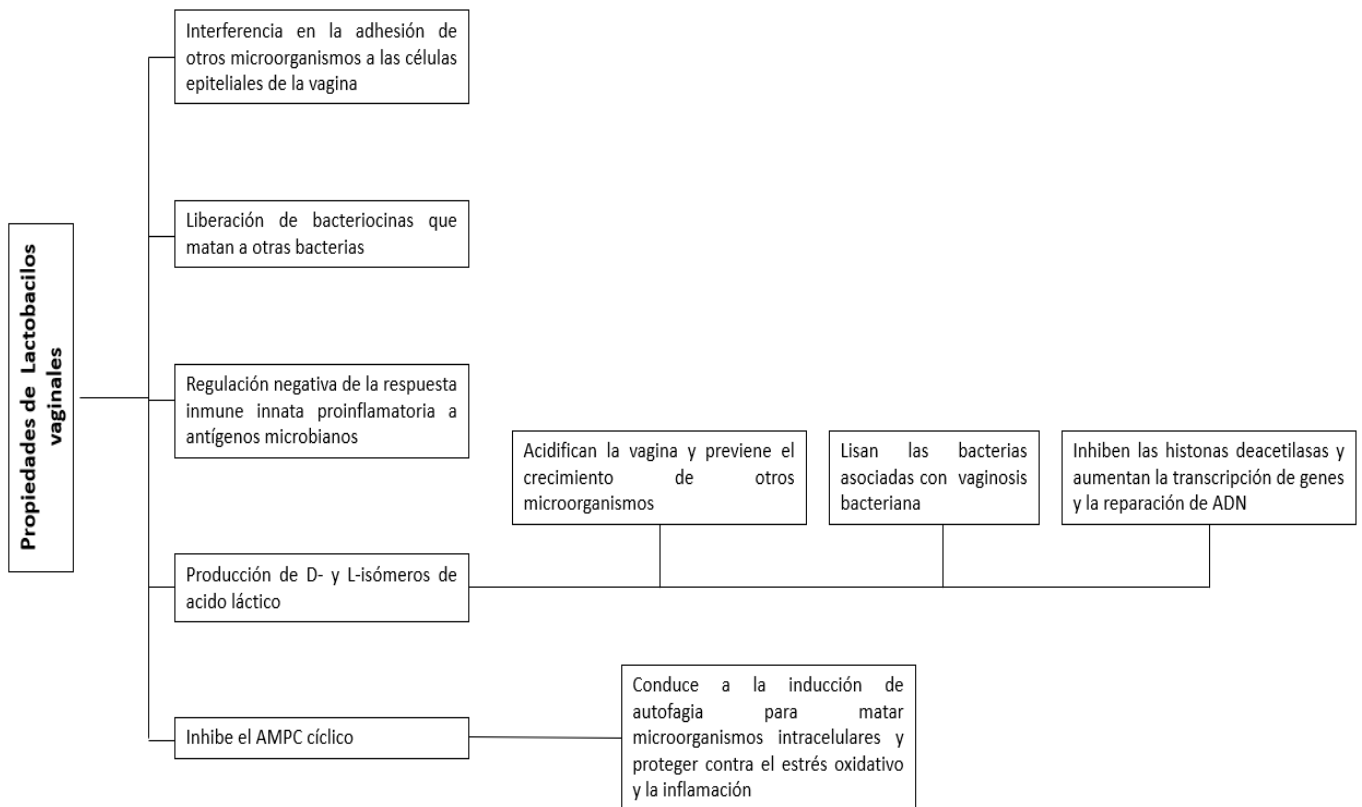 Propiedades de Lactobacilos
vaginales
Interferencia en la adhesión de
otros microorganismos a las células
epiteliales de la vagina
Liberación de bacteriocinas que
matan a otras bacterias
Regulación negativa de la respuesta
inmune innata proinflamatoria a
antígenos microbianos
Producción de D- y L-isómeros de
acido láctico
Acidifican la vagina y previene el
crecimiento de otros
microorganismos
Lisan las bacterias
asociadas con vaginosis
bacteriana
Inhiben las histonas deacetilasas y
aumentan la transcripción de genes
y la reparación de ADN
Inhibe el AMPC cíclico
Conduce a la inducción de
autofagia para matar
microorganismos intracelulares y
proteger contra el estrés oxidativo
y la inflamación